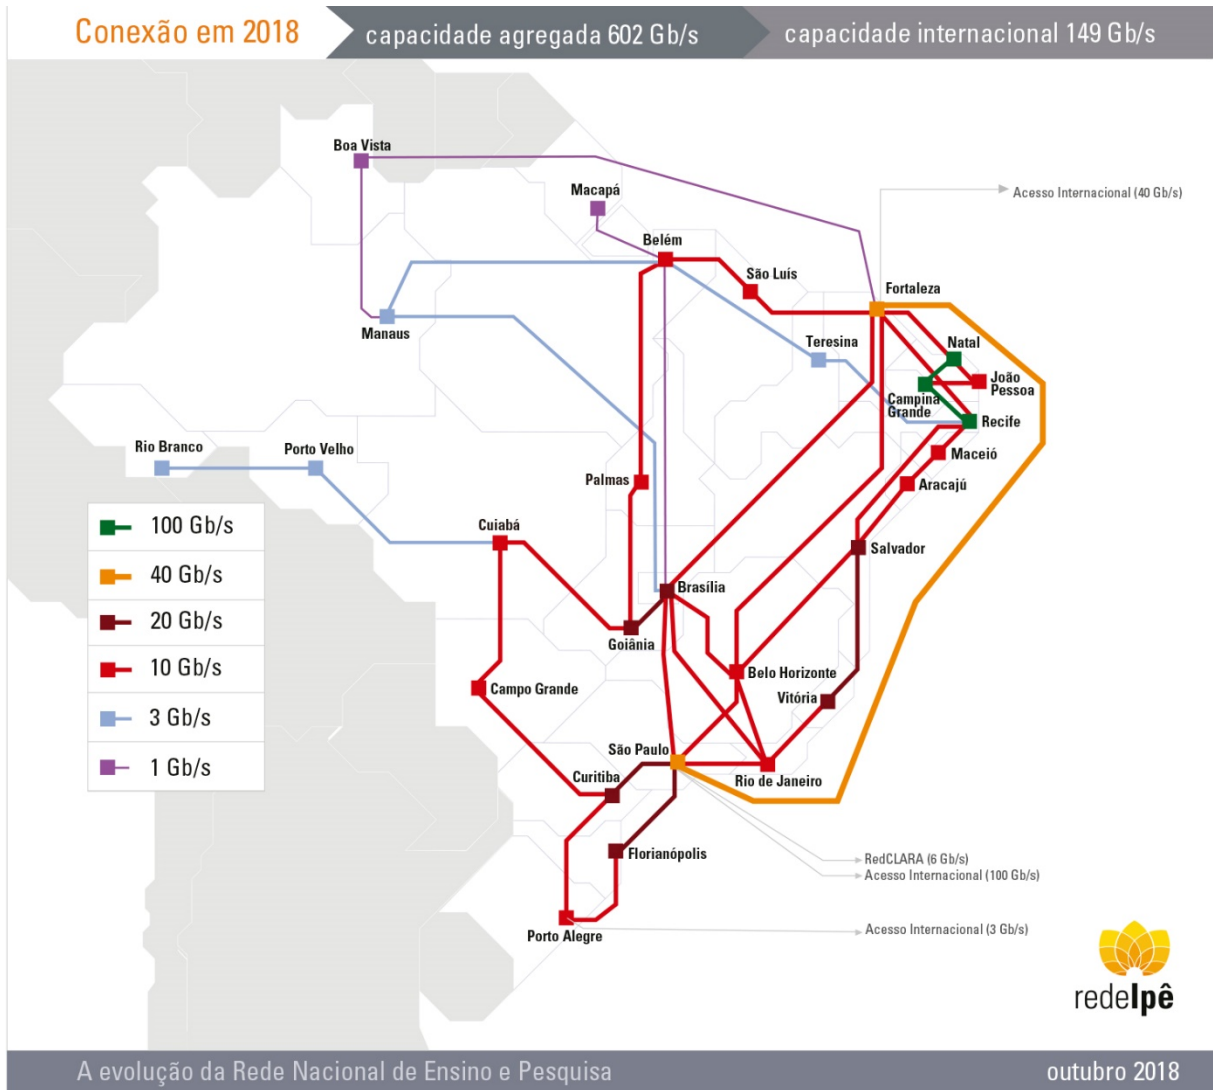 Conexão em 2018
capacidade agregada 602 Gb/s
capacidade internacional 149 Gb/s
Boa Vista
Macapá
Acesso Internacional (40 Gb/s)
Belém
São Luís
Fortaleza
Manaus
Teresina
Natal
João
Pessoa
Campina
Grande
Recife
Rio Branco
Porto Velho
Maceió
Palmas
Aracajú
Cuiabá
Salvador
100 Gb/s
40 Gb/s
20 Gb/s
10 Gb/s
3 Gb/s
1 Gb/s
Brasília
Goiânia
Belo Horizonte
Campo Grande
Vitória
São Paulo
Rio de Janeiro
Curitiba
Florianópolis
RedCLARA (6 Gb/s)
Acesso Internacional (100 Gb/s)
Porto Alegre
Acesso Internacional (3 Gb/s)
redeIpê
A evolução da Rede Nacional de Ensino e Pesquisa
outubro 2018